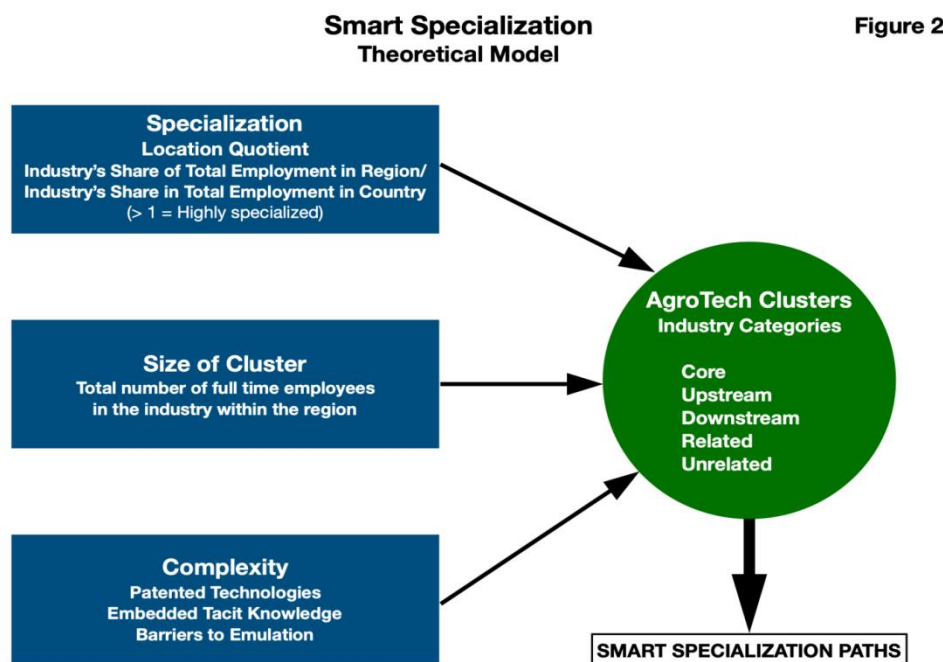 Smart Specialization
Theoretical Model
Figure 2
Specialization
Location Quotient
Industry’s Share of Total Employment in Region/
Industry’s Share in Total Employment in Country
(> 1 = Highly specialized)
Size of Cluster
Total number of full time employees
in the industry within the region
Complexity
Patented Technologies
Embedded Tacit Knowledge
Barriers to Emulation
AgroTech Clusters
Industry Categories
Core
Upstream
Downstream
Related
Unrelated
SMART SPECIALIZATION PATHS